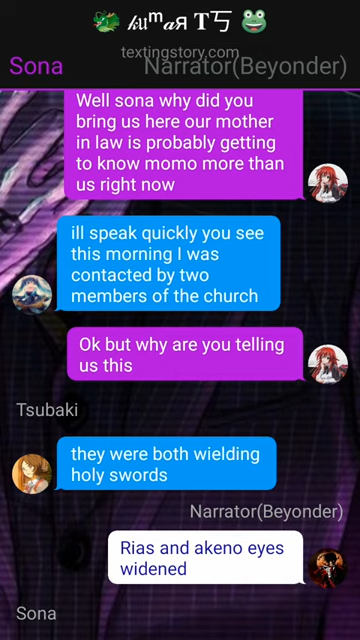 textingstory.com
Sona
Narrator(Beyonder)
Well sona why did you
bring us here our mother
in law is probably getting
to know momo more than
us right now
ill speak quickly you see
this morning I was
contacted by two
members of the church
Ok but why are you telling
us this
Tsubaki
they were both wielding
holy swords
Narrator(Beyonder)
Rias and akeno eyes
widened
Sona